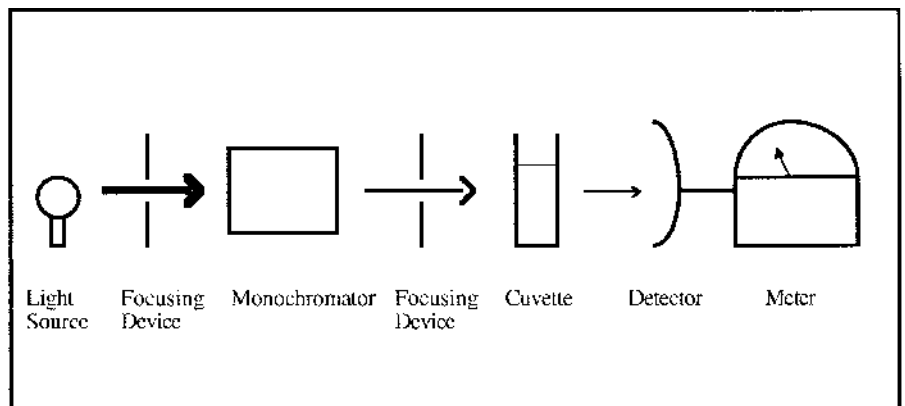 Light
Source
Focusing
Device
Monochromator
Focusing
Device
Cuvette
Detector
Meter